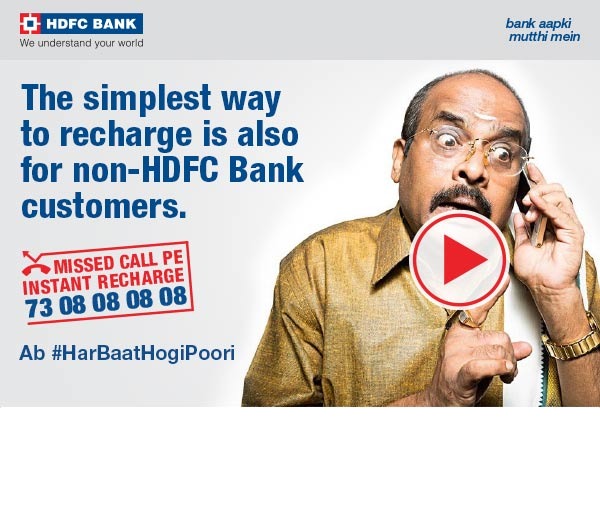 HDFC BANK
We understand your world
bank aapki
mutthi mein
The simplest way
to recharge is also
for non-HDFC Bank
customers.
MISSED CALL PE
INSTANT RECHARGE
73 08 08 08 08
Ab #HarBaatHogiPoori